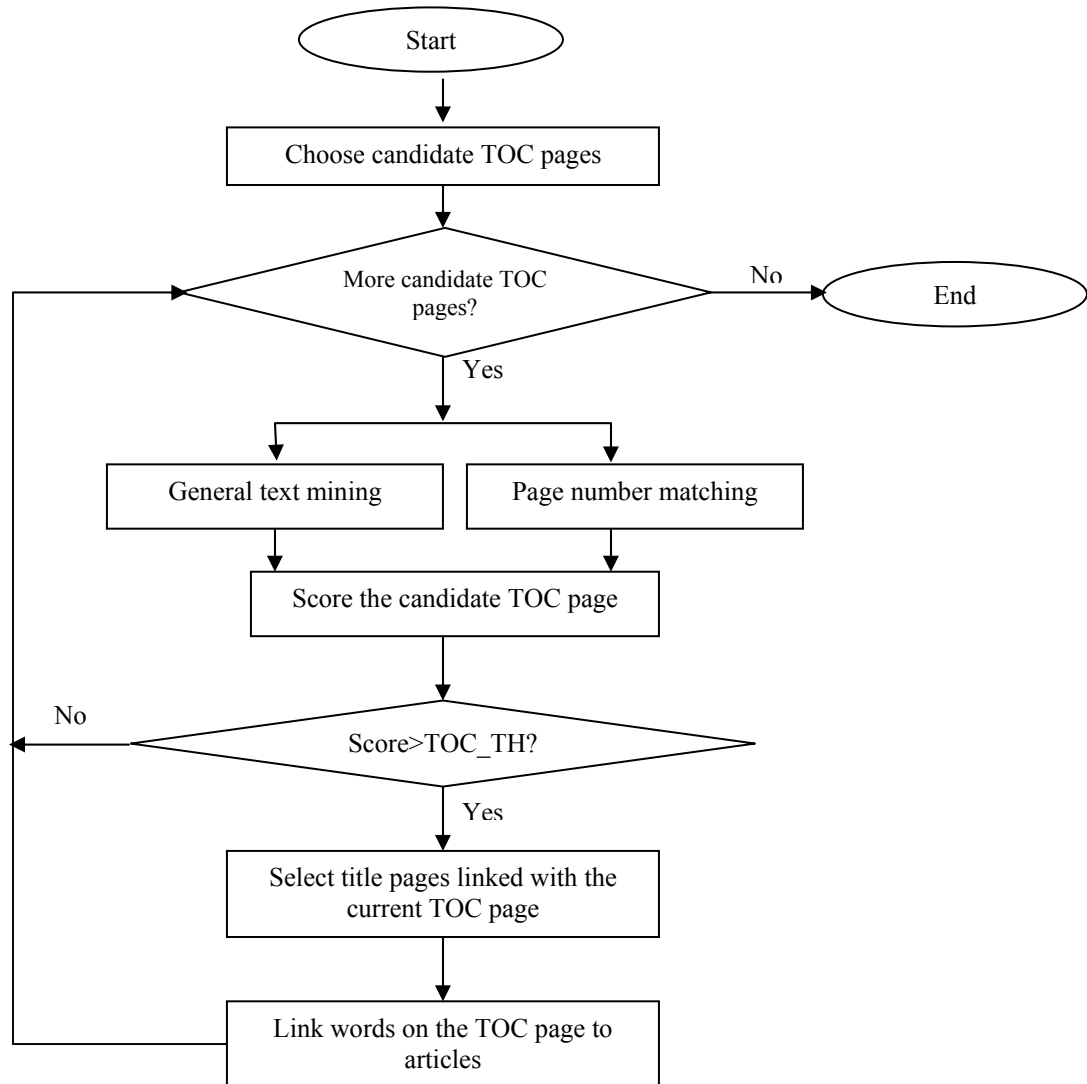 Start
Choose candidate TOC pages
More candidate TOC
pages?
No
End
Yes
General text mining
Page number matching
Score the candidate TOC page
No
Score>TOC_TH?
Yes
Select title pages linked with the
current TOC page
Link words on the TOC page to
articles